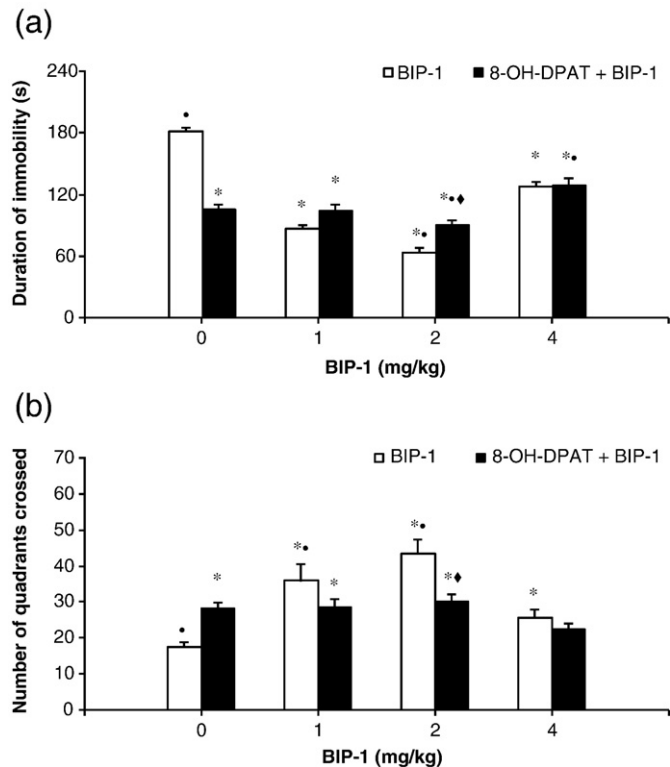 (a)
BIP-1 8-OH-DPAT + BIP-1
Duration of immobility (s)
240
180
120
60
0
• * * * *• *•♦ * *•
0 1 2 4
BIP-1 (mg/kg)
(b)
BIP-1 8-OH-DPAT + BIP-1
Number of quadrants crossed
70
60
50
40
30
20
10
0
• * *• * *• *♦ *
0 1 2 4
BIP-1 (mg/kg)